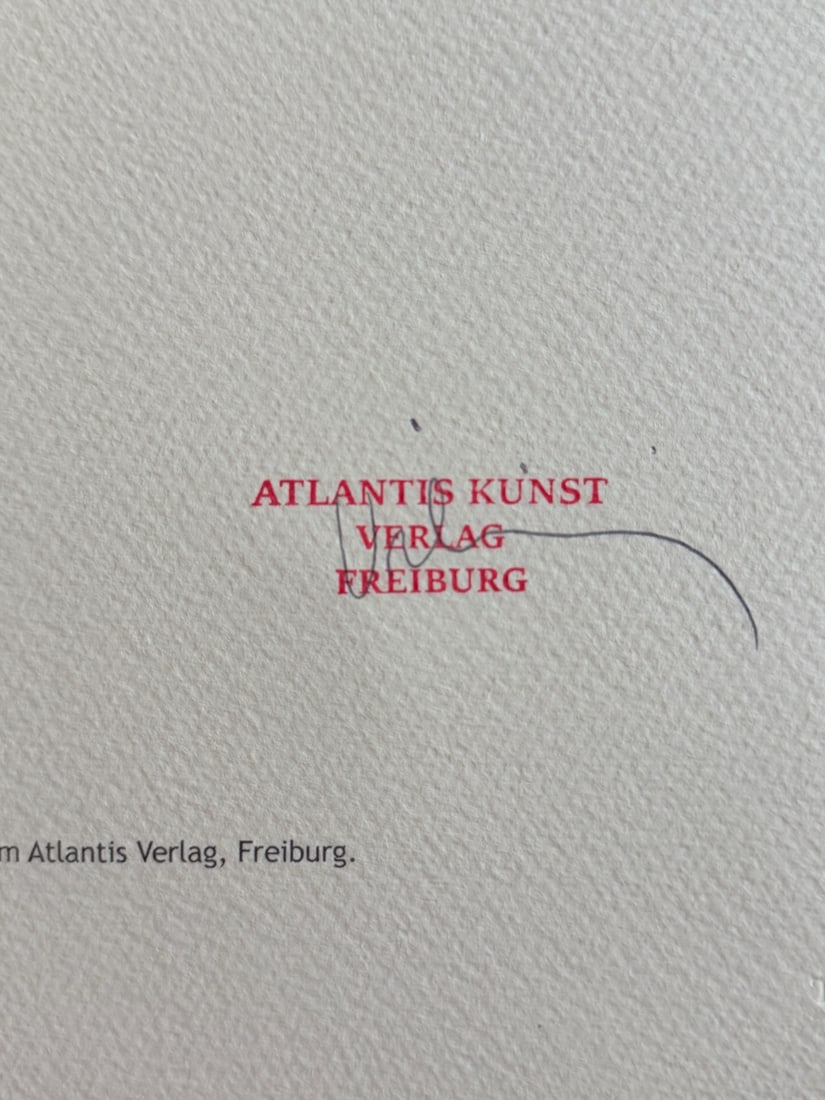 ATLANTIS KUNST
VERLAG
FREIBURG
m Atlantis Verlag, Freiburg.